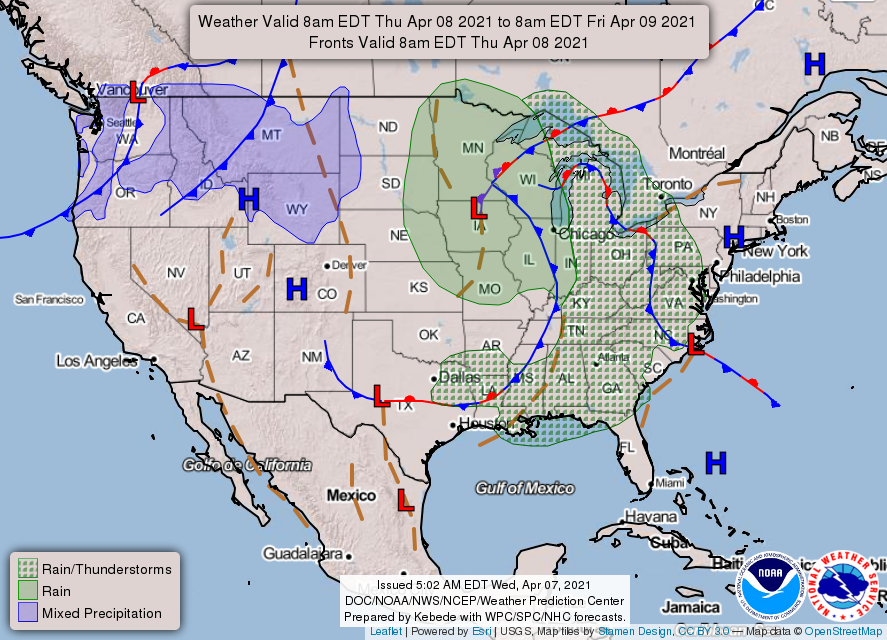 Weather Valid 8am EDT Thu Apr 08 2021 to 8am EDT Fri Apr 09 2021
Fronts Valid 8am EDT Thu Apr 08 2021
QC
ON
H
Vancouver
L
Seattle
WA
MT
ND
MN
NB
Montréal
OR
ID
H
WY
SD
WI
MI
Toronto
NS
NH
NY
Boston
L
IA
NE
Chicago
H
New York
PA
OH
IL
IN
Philadelphia
Washington
NV
UT
Denver
H
CO
KS
MO
KY
VA
San Francisco
CA
L
OK
TN
NC
L
Los Angeles
AZ
NM
AR
Atlanta
SC
Dallas
LA
MS
AL
GA
L
TX
Houston
FL
Golfo de California
H
Mexico
L
Gulf of Mexico
Miami
Havana
Cuba
Guadalajara
Haiti
Jamaica
Rain/Thunderstorms
Rain
Mixed Precipitation
Issued 5:02 AM EDT Wed, Apr 07, 2021
DOC/NOAA/NWS/NCEP/Weather Prediction Center
Prepared by Kebede with WPC/SPC/NHC forecasts.
NOAA
NATIONAL WEATHER SERVICE
Leaflet | Powered by Esri | USGS, Map tiles by Stamen Design, CC BY 3.0 — Map data © OpenStreetMap